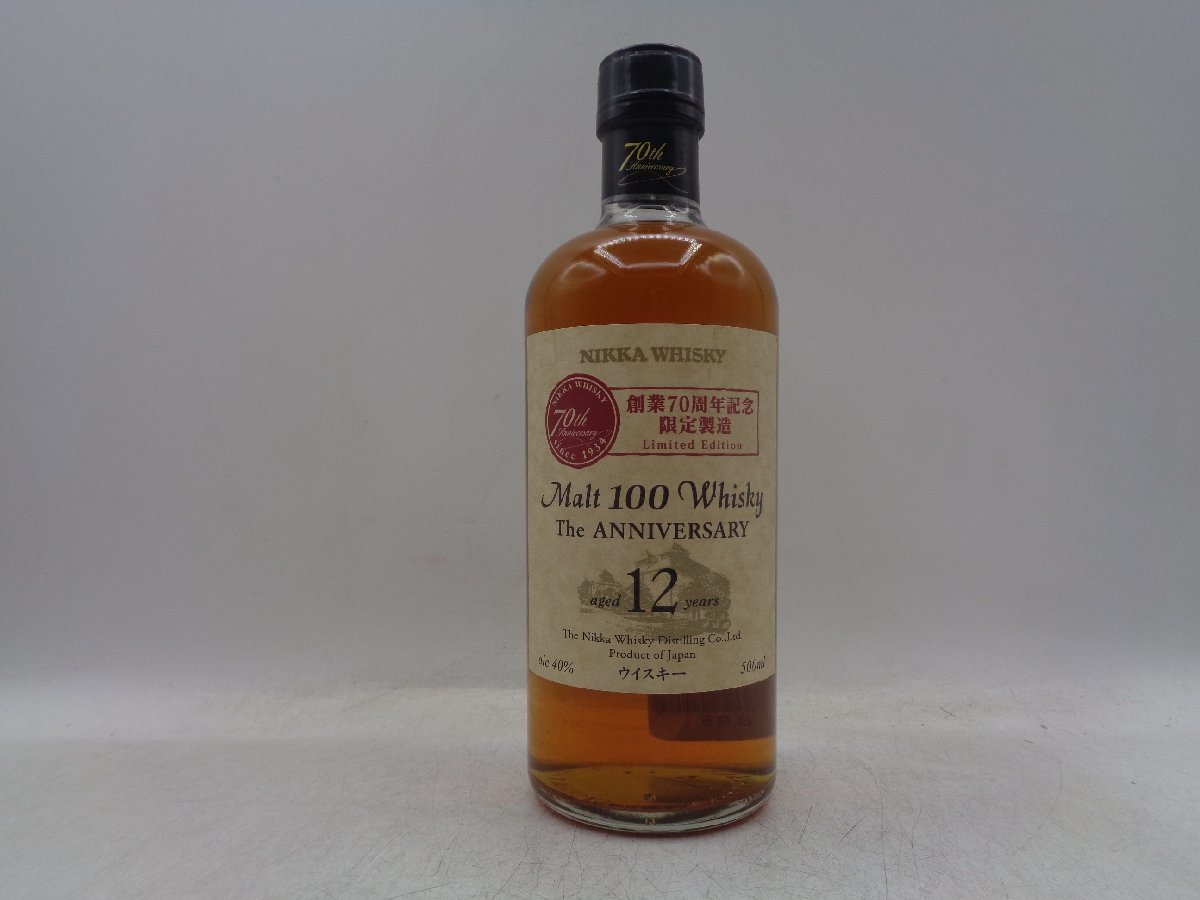 70th
Anniversary
NIKKA WHISKY
NIKKA WHISKY
70th
Anniversary
since 1934
創業70周年記念
限定製造
Limited Edition
Malt 100 Whisky
The ANNIVERSARY
aged 12 years
The Nikka Whisky Distilling Co.,Ltd.
Product of Japan
alc 40% 500ml
ウイスキー